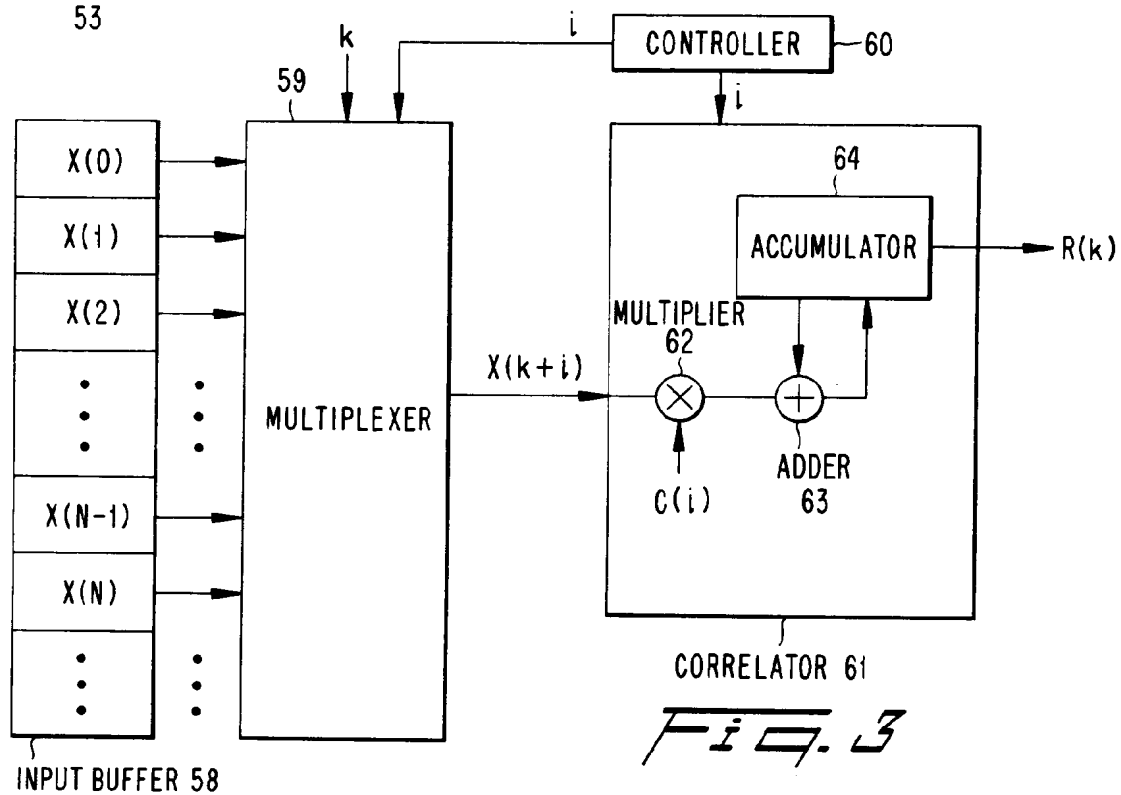 53
k
i
CONTROLLER
60
59
i
X(0)
64
X(1)
ACCUMULATOR
R(k)
X(2)
MULTIPLIER
62
X(k+i)
MULTIPLEXER
ADDER
63
C(i)
X(N-1)
X(N)
CORRELATOR 61
Fig. 3
INPUT BUFFER 58